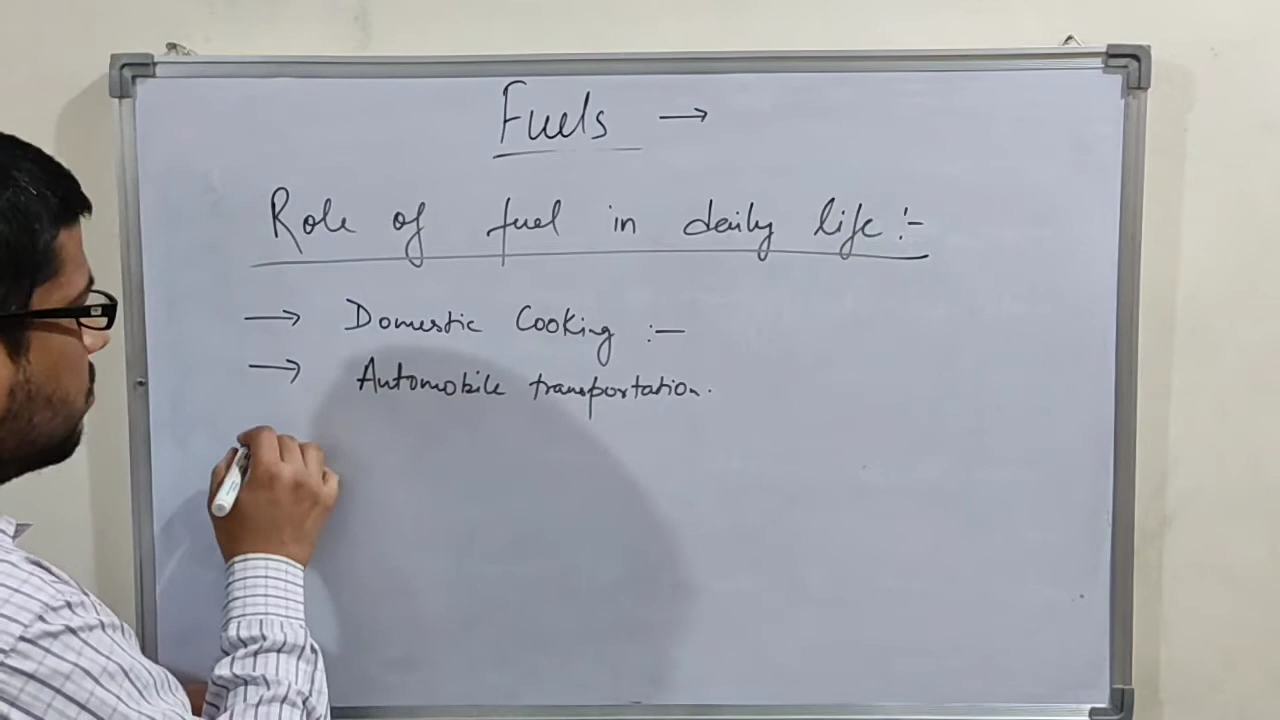 Fuels →
Role of fuel in daily life :-
→ Domestic Cooking :-
→ Automobile transportation.